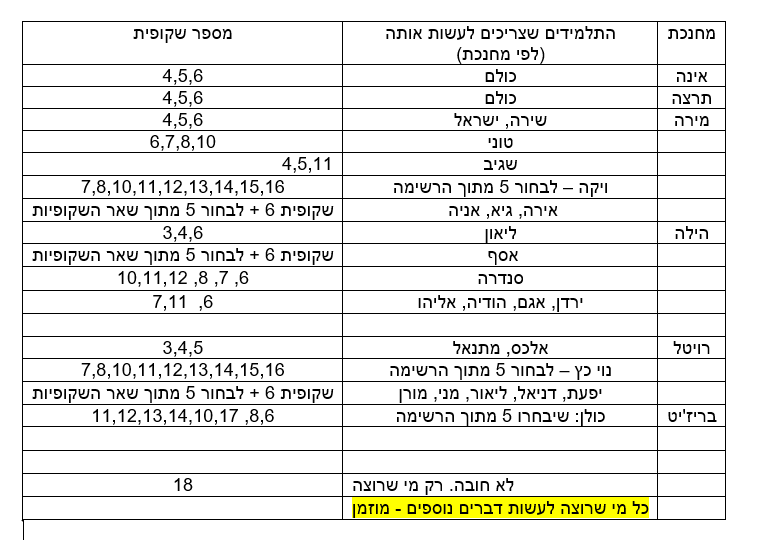 מחנכת התלמידים שצריכים לעשות אותה מספר שקופית
(לפי מחנכת)
אינה כולם 4,5,6
תרצה כולם 4,5,6
מירה שירה, ישראל 4,5,6
טוני 6,7,8,10
שגיב 4,5,11
ויקה – לבחור 5 מתוך הרשימה 7,8,10,11,12,13,14,15,16
אירה, גיא, אניה שקופית 6 + לבחור 5 מתוך שאר השקופיות
הילה ליאון 3,4,6
אסף שקופית 6 + לבחור 5 מתוך שאר השקופיות
סנדרה 6, 7, 8, 10,11,12
ירדן, אגם, הודיה, אליהו 6, 7,11
רויטל אלכס, מתנאל 3,4,5
נוי כץ – לבחור 5 מתוך הרשימה 7,8,10,11,12,13,14,15,16
יפעת, דניאל, ליאור, מני, מורן שקופית 6 + לבחור 5 מתוך שאר השקופיות
בריז'יט כולן: שיבחרו 5 מתוך הרשימה 8,6, 11,12,13,14,10,17
לא חובה. רק מי שרוצה 18
כל מי שרוצה לעשות דברים נוספים - מוזמן